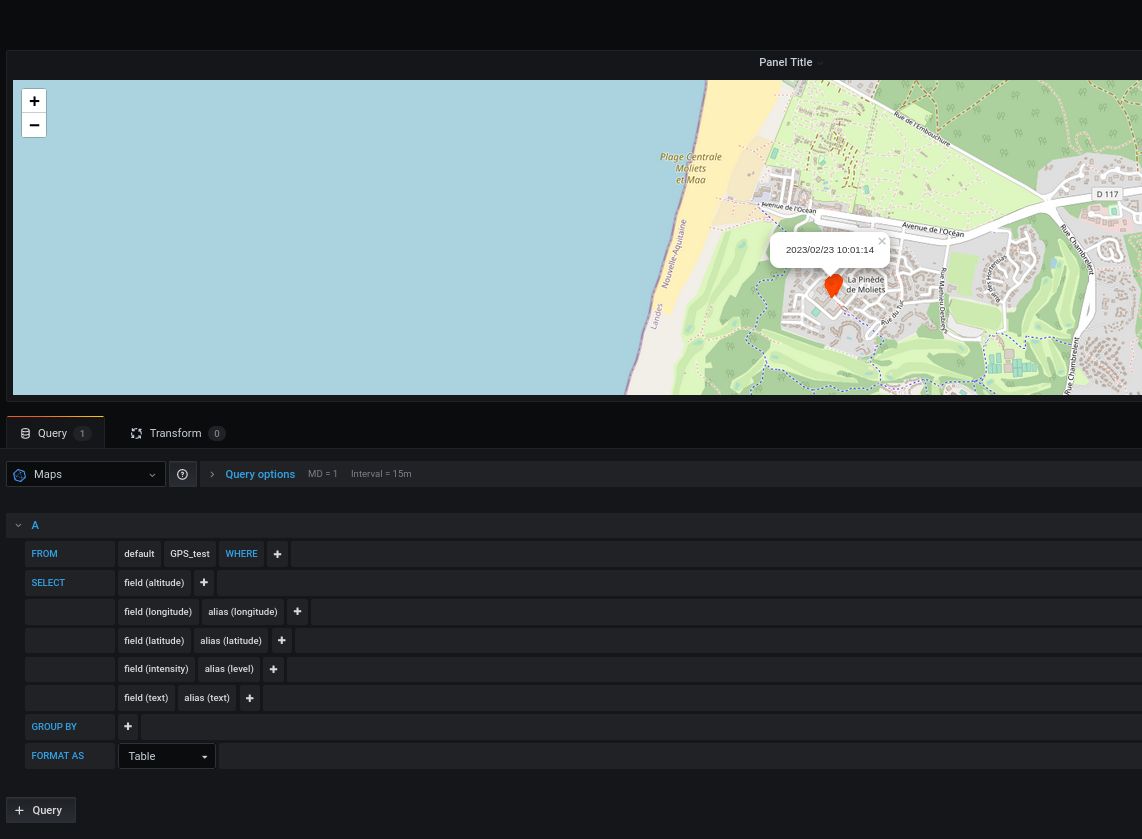 Panel Title
+
−
Rue de l'Embouchure
Plage Centrale
Moliets
et Maa
D 117
Avenue de l'Océan
Avenue de l'Océan
Rue Chambrelent
Nouvelle-Aquitaine
2023/02/23 10:01:14
×
La Pinède
de Moliets
Rue du Tuc
Landes
Rue Chambrelent
Query 1
Transform 0
Maps
Query options MD = 1 Interval = 15m
A
FROM default GPS_test WHERE +
SELECT field (altitude) +
field (longitude) alias (longitude) +
field (latitude) alias (latitude) +
field (intensity) alias (level) +
field (text) alias (text) +
GROUP BY +
FORMAT AS Table
+ Query